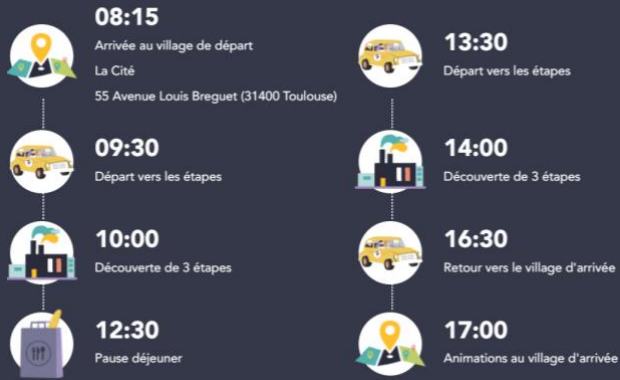 08:15
Arrivée au village de départ
La Cité
55 Avenue Louis Breguet (31400 Toulouse)
09:30
Départ vers les étapes
10:00
Découverte de 3 étapes
12:30
Pause déjeuner
13:30
Départ vers les étapes
14:00
Découverte de 3 étapes
16:30
Retour vers le village d'arrivée
17:00
Animations au village d'arrivée